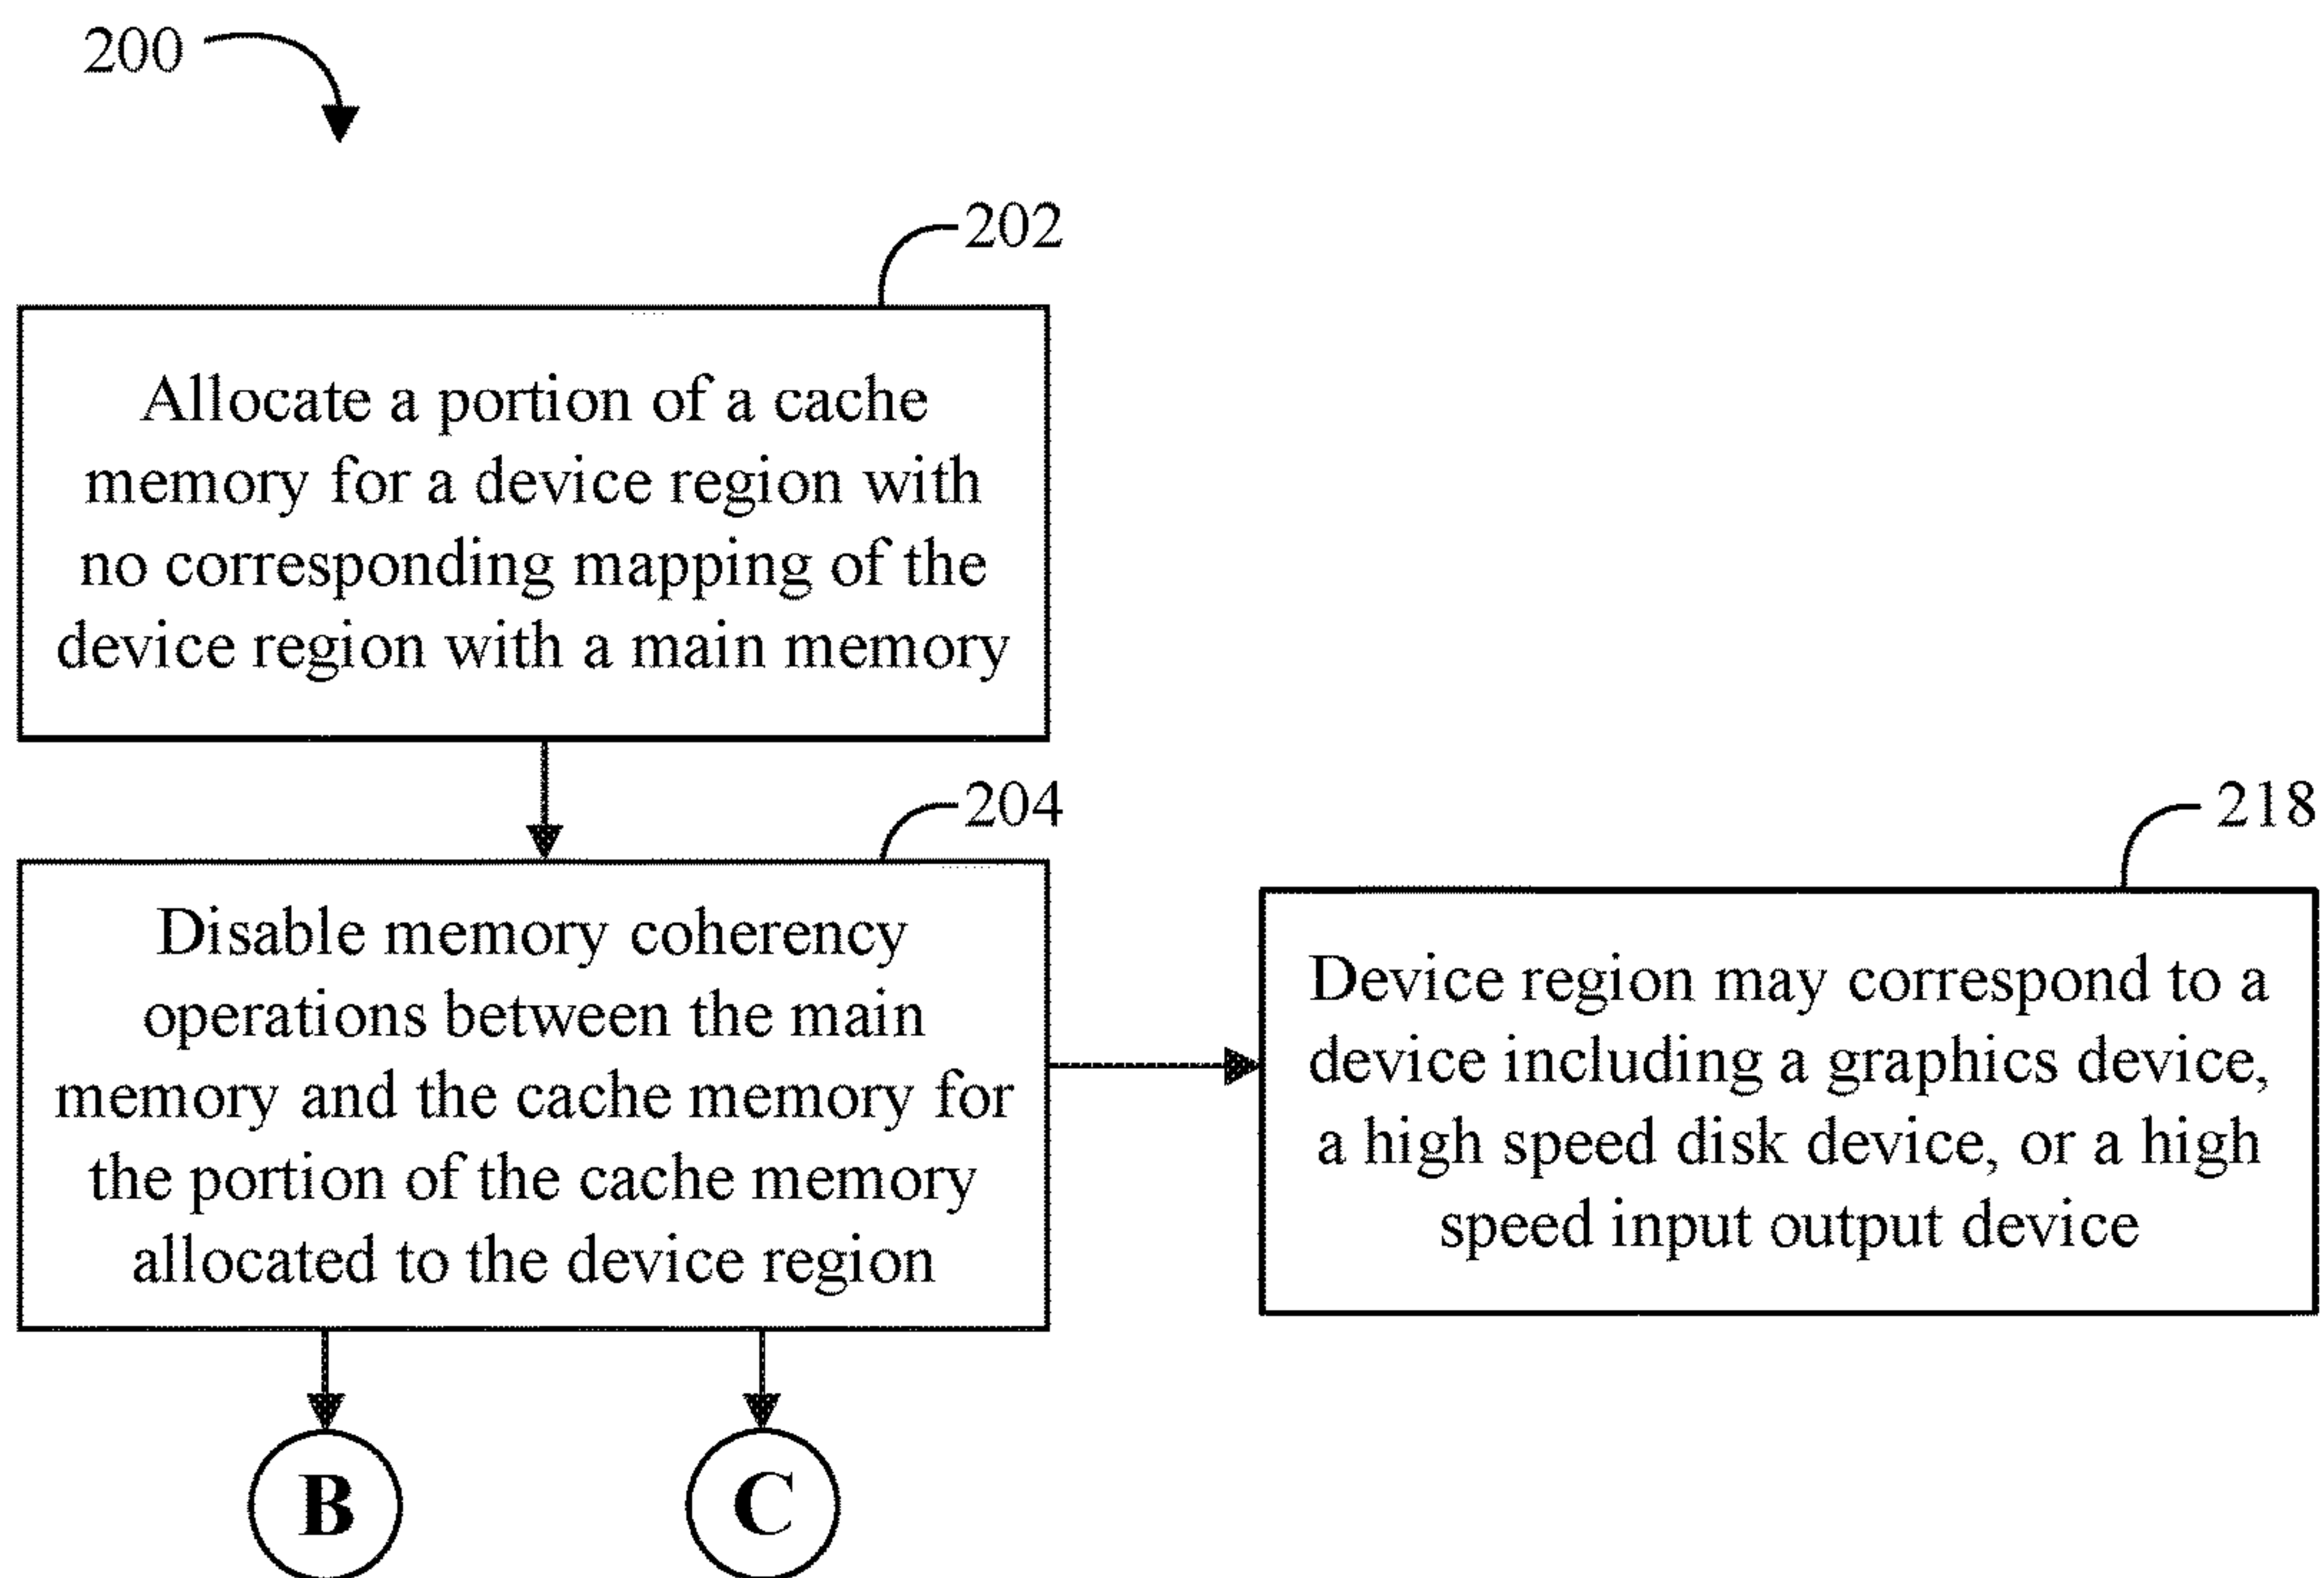 200
202
Allocate a portion of a cache
memory for a device region with
no corresponding mapping of the
device region with a main memory
204
Disable memory coherency
operations between the main
memory and the cache memory for
the portion of the cache memory
allocated to the device region
218
Device region may correspond to a
device including a graphics device,
a high speed disk device, or a high
speed input output device
B
C